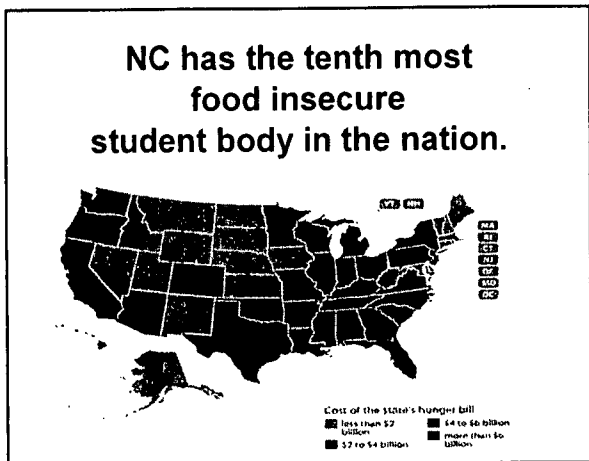 NC has the tenth most
food insecure
student body in the nation.
VT NH
MA
RI
CT
NJ
DE
MD
DC
Cost of the state's hunger bill
less than $2
billion
$2 to $4 billion
$4 to $6 billion
more than $6
billion